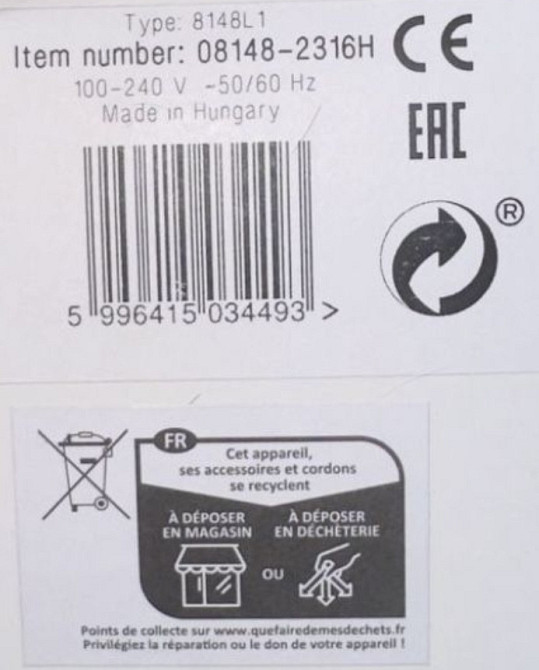 Type: 8148L1
Item number: 08148-2316H
100-240 V ~50/60 Hz
Made in Hungary
CE
EAC
®
5 996415 034493 >
FR
Cet appareil,
ses accessoires et cordons
se recyclent
À DÉPOSER
EN MAGASIN
OU
À DÉPOSER
EN DÉCHÈTERIE
Points de collecte sur www.quefairedemesdechets.fr
Privilégiez la réparation ou le don de votre appareil !